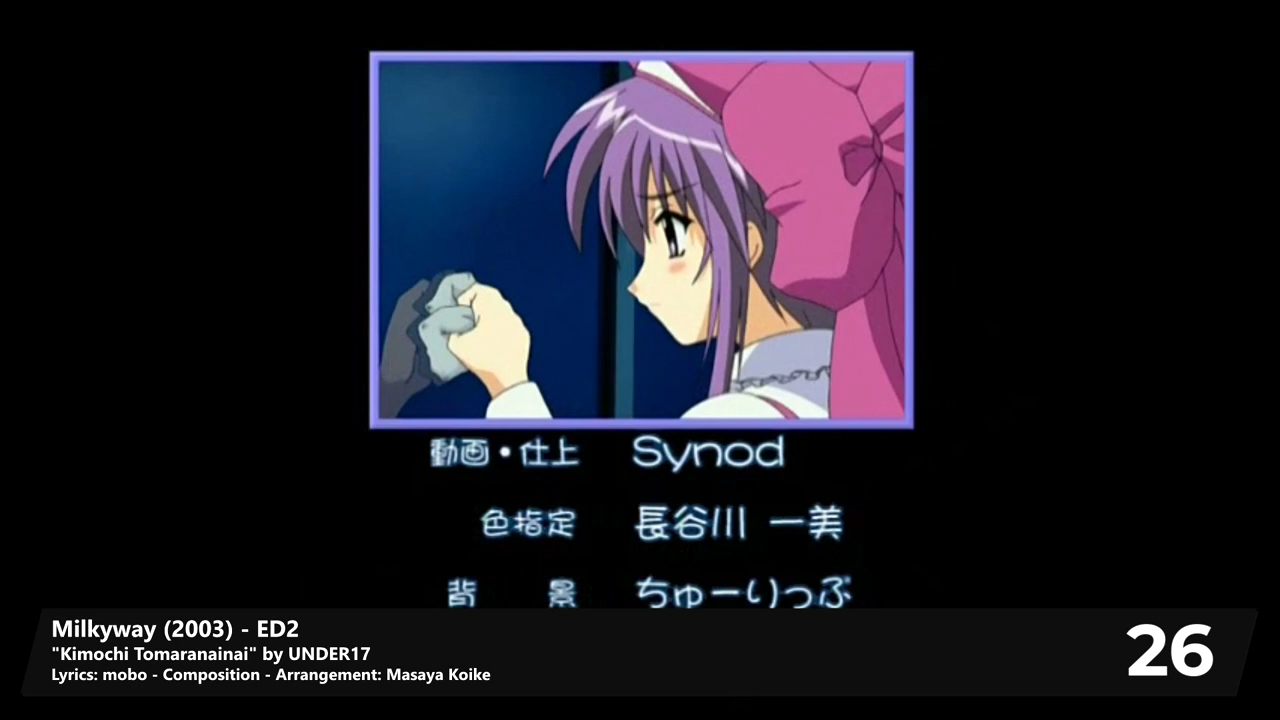 動画・仕上 Synod
色指定 長谷川 一美
背 景 ちゅーりっぷ
Milkyway (2003) - ED2
"Kimochi Tomaranainai" by UNDER17
Lyrics: mobo - Composition - Arrangement: Masaya Koike
26